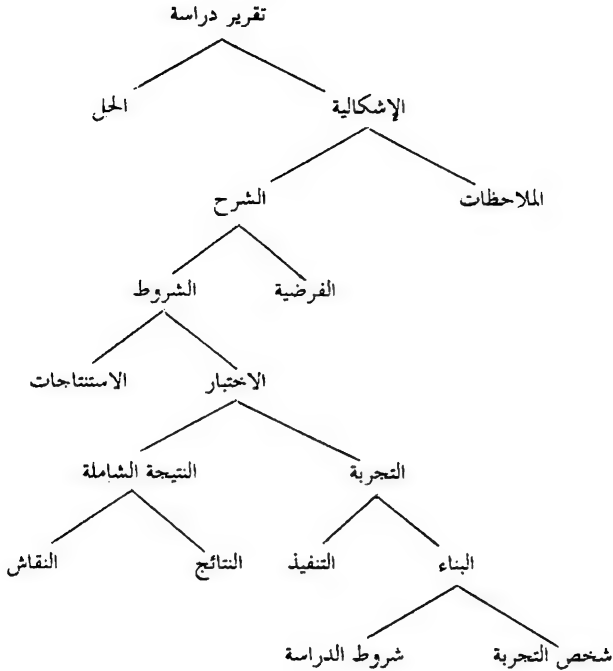 تقرير دراسة
الإشكالية الحل
الملاحظات الشرح
الفرضية الشروط
الاختبار الاستنتاجات
التجربة النتيجة الشاملة
البناء التنفيذ النتائج النقاش
شخص التجربة شروط الدراسة